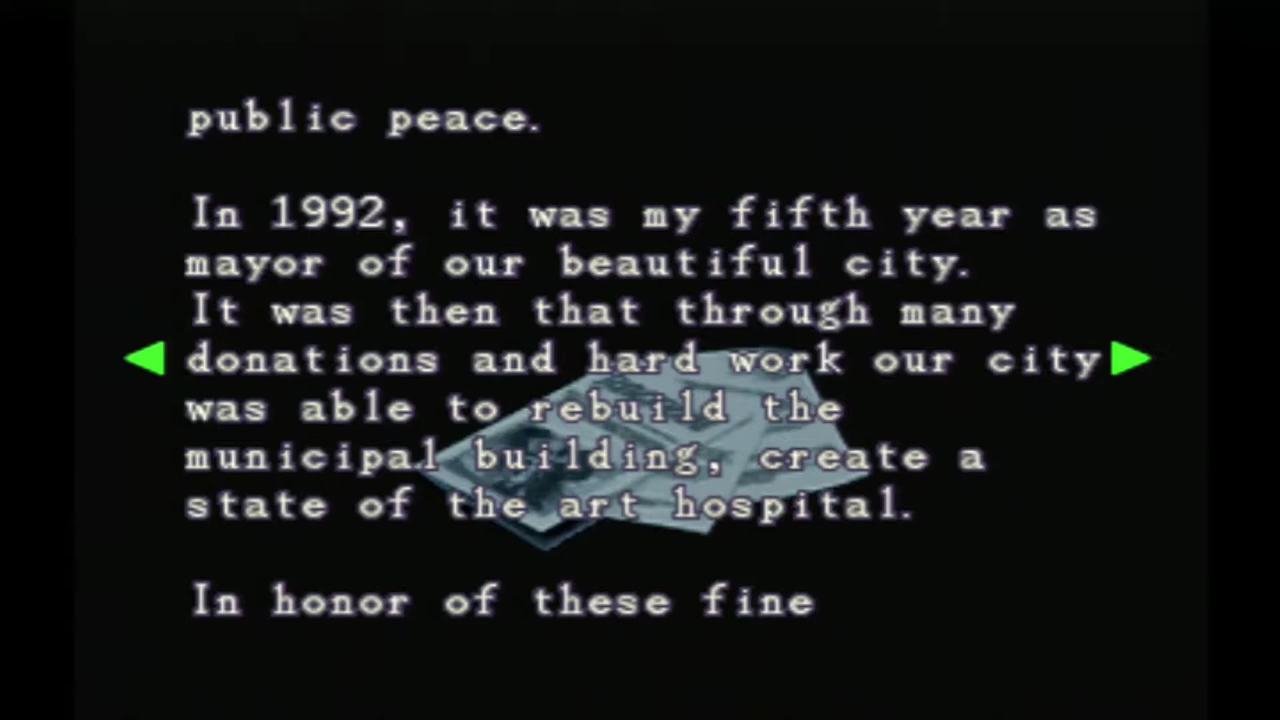 public peace.
In 1992, it was my fifth year as
mayor of our beautiful city.
It was then that through many
donations and hard work our city
was able to rebuild the
municipal building, create a
state of the art hospital.
In honor of these fine